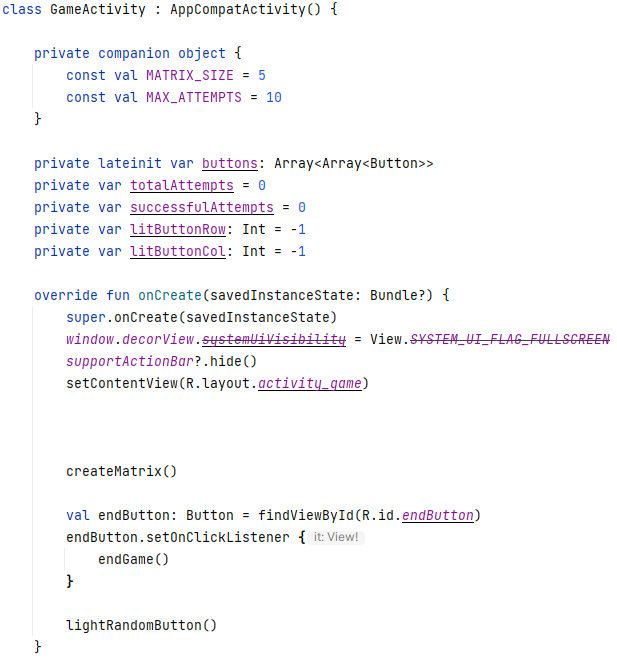 class GameActivity : AppCompatActivity() {
    private companion object {
        const val MATRIX_SIZE = 5
        const val MAX_ATTEMPTS = 10
    }
    private lateinit var buttons: Array<Array<Button>>
    private var totalAttempts = 0
    private var successfulAttempts = 0
    private var litButtonRow: Int = -1
    private var litButtonCol: Int = -1
    override fun onCreate(savedInstanceState: Bundle?) {
        super.onCreate(savedInstanceState)
        window.decorView.systemUiVisibility = View.SYSTEM_UI_FLAG_FULLSCREEN
        supportActionBar?.hide()
        setContentView(R.layout.activity_game)
        createMatrix()
        val endButton: Button = findViewById(R.id.endButton)
        endButton.setOnClickListener { it: View!
            endGame()
        }
        lightRandomButton()
    }